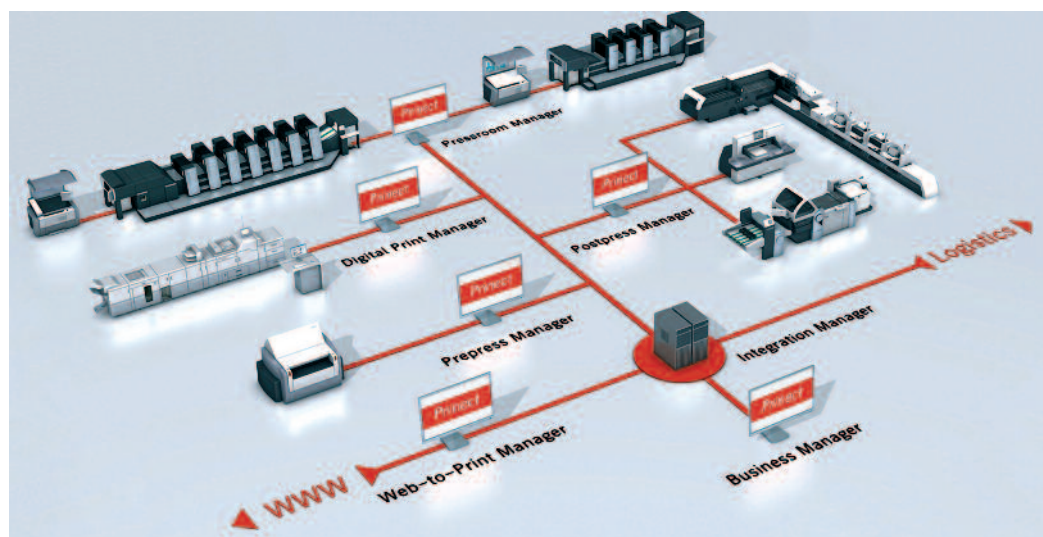 Prinect
Pressroom Manager
Prinect
Digital Print Manager
Prinect
Postpress Manager
Logistics
Prinect
Prepress Manager
Integration Manager
Prinect
Web-to-Print Manager
Prinect
Business Manager
WWW